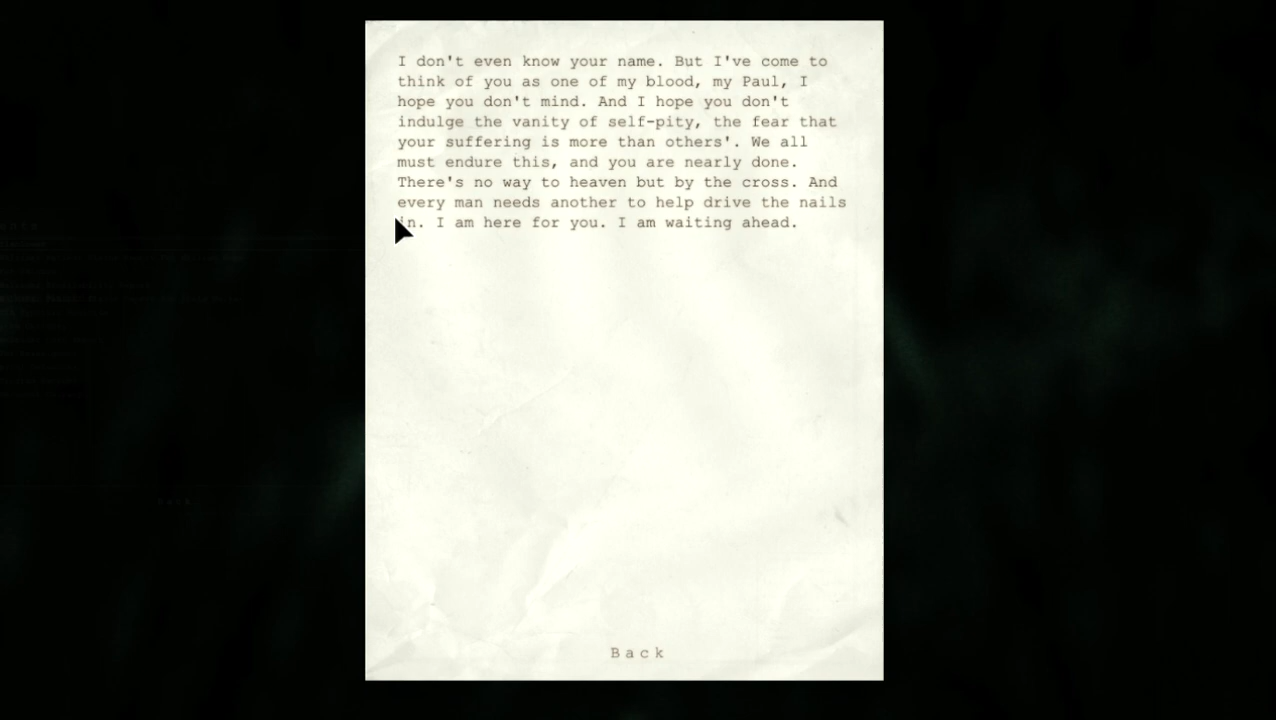 I don't even know your name. But I've come to
think of you as one of my blood, my Paul, I
hope you don't mind. And I hope you don't
indulge the vanity of self-pity, the fear that
your suffering is more than others'. We all
must endure this, and you are nearly done.
There's no way to heaven but by the cross. And
every man needs another to help drive the nails
in. I am here for you. I am waiting ahead.
Back